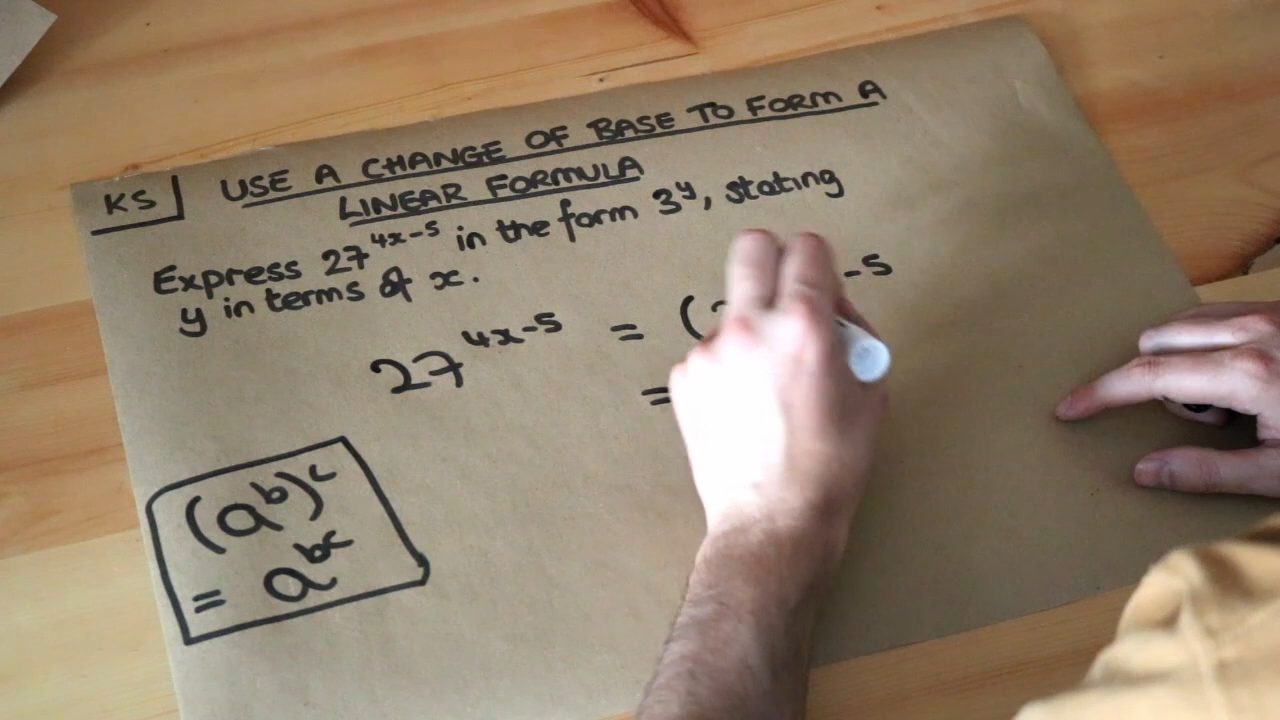 KS USE A CHANGE OF BASE TO FORM A
LINEAR FORMULA
Express 27^{4x-5} in the form 3^y, stating
y in terms of x.
27^{4x-5} = ( -5
=
(a^b)^c
= a^{bc}